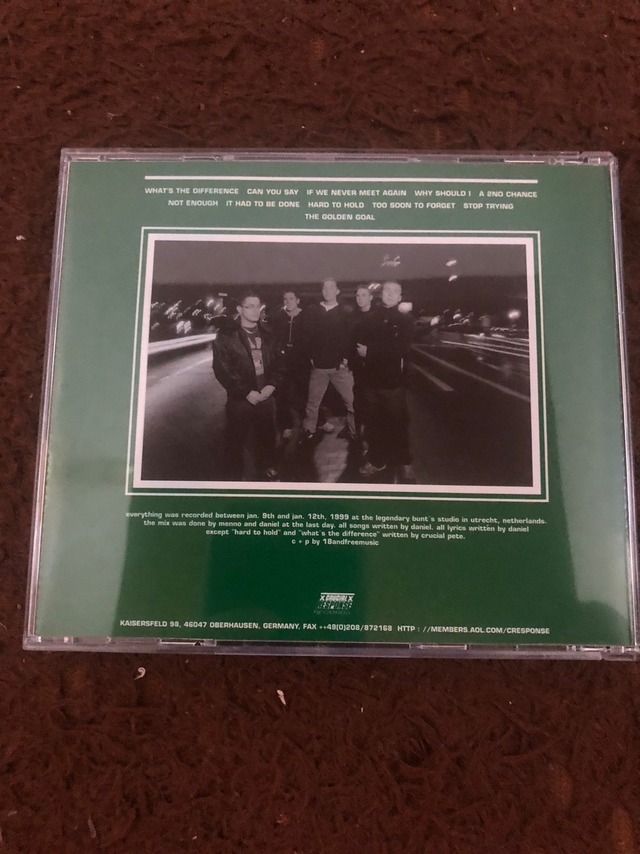 WHAT'S THE DIFFERENCE CAN YOU SAY IF WE NEVER MEET AGAIN WHY SHOULD I A 2ND CHANCE
NOT ENOUGH IT HAD TO BE DONE HARD TO HOLD TOO SOON TO FORGET STOP TRYING
THE GOLDEN GOAL
everything was recorded between jan. 9th and jan. 12th, 1999 at the legendary bunt's studio in utrecht, netherlands.
the mix was done by menno and daniel at the last day. all songs written by daniel. all lyrics written by daniel
except "hard to hold" and "what's the difference" written by crucial pete.
c + p by 18andfreemusic
X CRUCIAL X
RESPONSE
KAISERSFELD 98, 46047 OBERHAUSEN, GERMANY, FAX ++49(0)208/872168 HTTP : //MEMBERS.AOL.COM/CRESPONSE